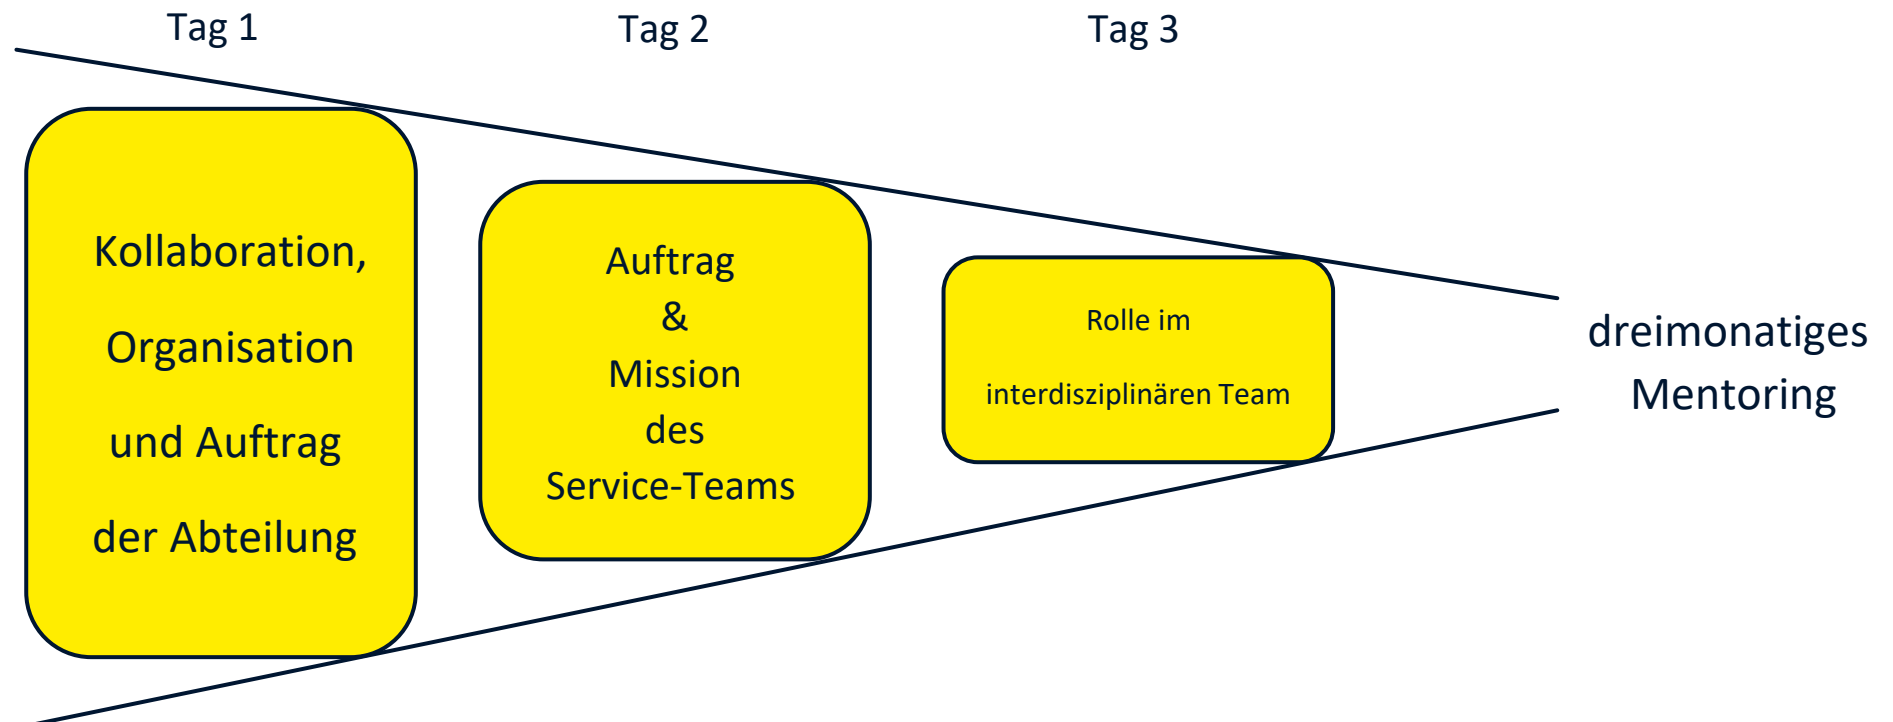 Tag 1
Tag 2
Tag 3
Kollaboration,
Organisation
und Auftrag
der Abteilung
Auftrag
&
Mission
des
Service-Teams
Rolle im
interdisziplinären Team
dreimonatiges
Mentoring